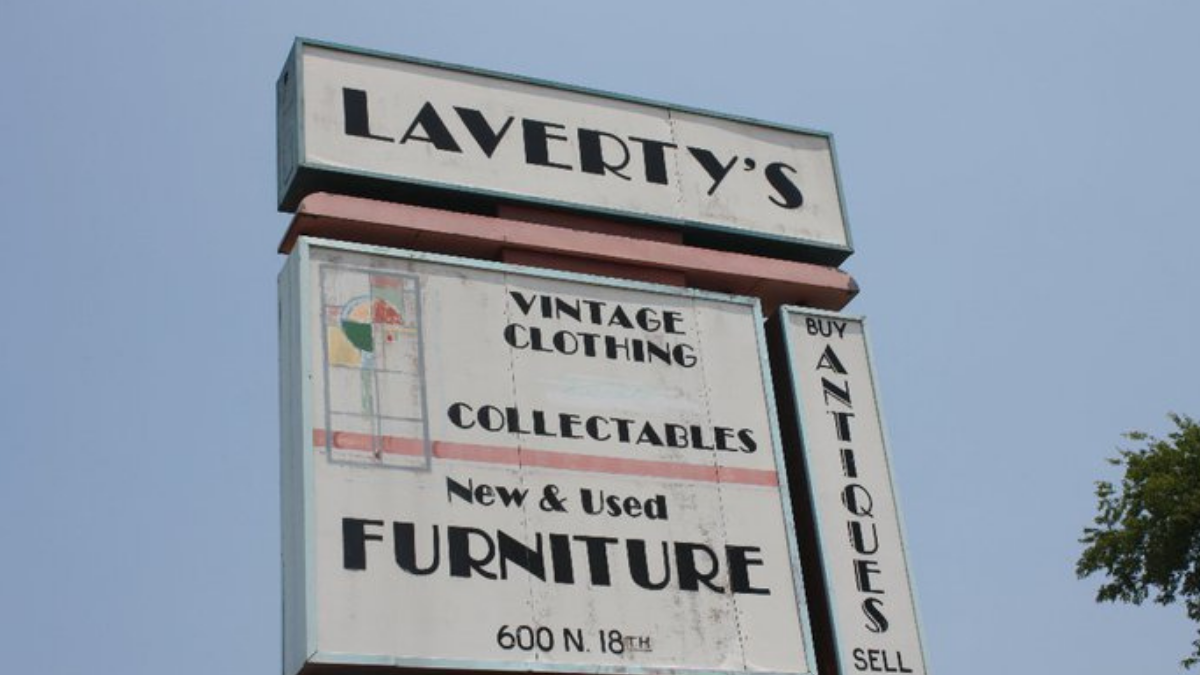 LAVERTY'S
VINTAGE
CLOTHING
COLLECTABLES
New & Used
FURNITURE
600 N. 18TH
BUY
ANTIQUES
SELL